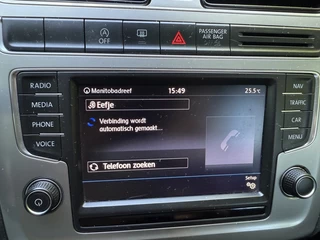 OFF
PASSENGER
AIR BAG
RADIO
MEDIA
PHONE
VOICE
Manitobadreef 15:49 25.5°C
Eefje
Verbinding wordt
automatisch gemaakt...
Telefoon zoeken
Setup
NAV
TRAFFIC
CAR
MENU